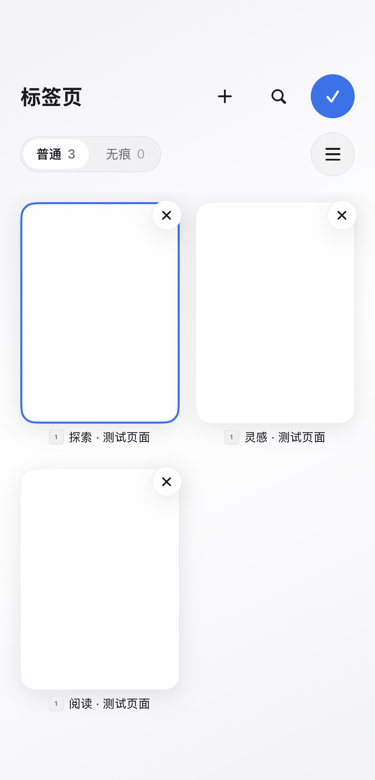 标签页
普通 3 无痕 0
1 探索 · 测试页面
1 灵感 · 测试页面
1 阅读 · 测试页面